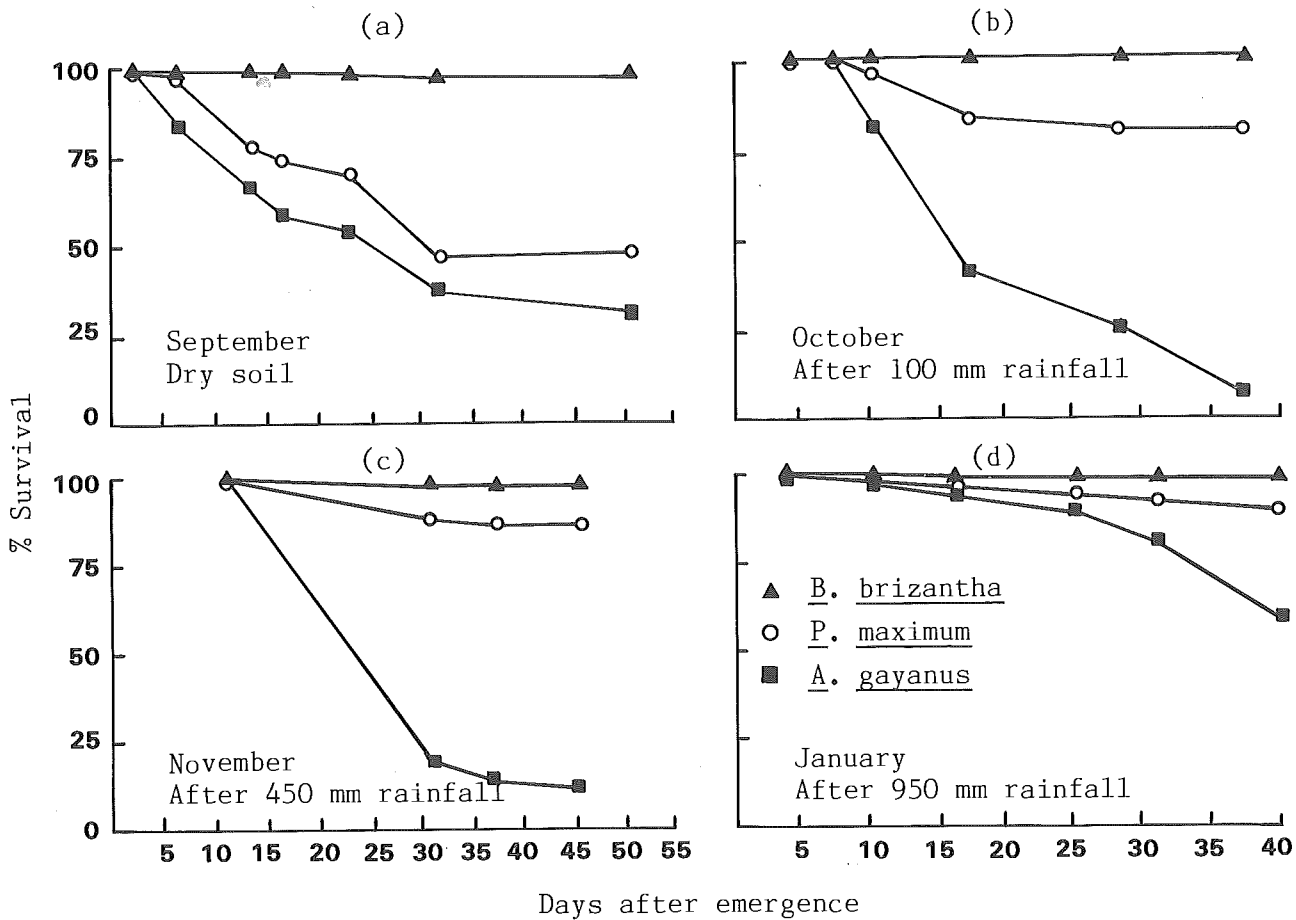 (a)
100
75
50
25
0
September
Dry soil
5 10 15 20 25 30 35 40 45 50 55
(b)
October
After 100 mm rainfall
% Survival
(c)
100
75
50
25
0
November
After 450 mm rainfall
5 10 15 20 25 30 35 40 45 50 55
(d)
B. brizantha
P. maximum
A. gayanus
January
After 950 mm rainfall
5 10 15 20 25 30 35 40
Days after emergence